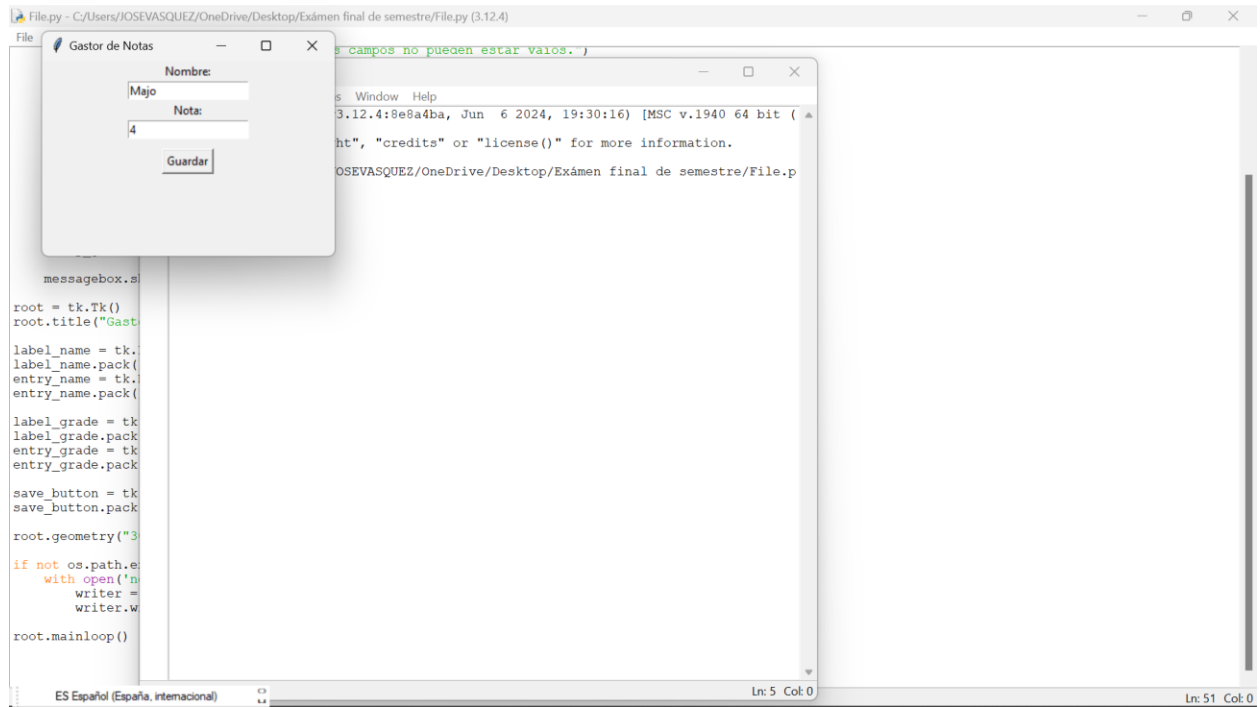 File.py - C:/Users/JOSEVASQUEZ/OneDrive/Desktop/Exámen final de semestre/File.py (3.12.4)
File
Gastor de Notas
Nombre:
Majo
Nota:
4
Guardar
s campos no pueden estar vaíos.")
s Window Help
3.12.4:8e8a4ba, Jun 6 2024, 19:30:16) [MSC v.1940 64 bit (
ht", "credits" or "license()" for more information.
OSEVASQUEZ/OneDrive/Desktop/Exámen final de semestre/File.p
messagebox.s
root = tk.Tk()
root.title("Gast
label_name = tk.
label_name.pack(
entry_name = tk.
entry_name.pack(
label_grade = tk
label_grade.pack
entry_grade = tk
entry_grade.pack
save_button = tk
save_button.pack
root.geometry("3
if not os.path.e
with open('n
writer =
writer.w
root.mainloop()
Ln: 5 Col: 0
ES Español (España, internacional)
Ln: 51 Col: 0